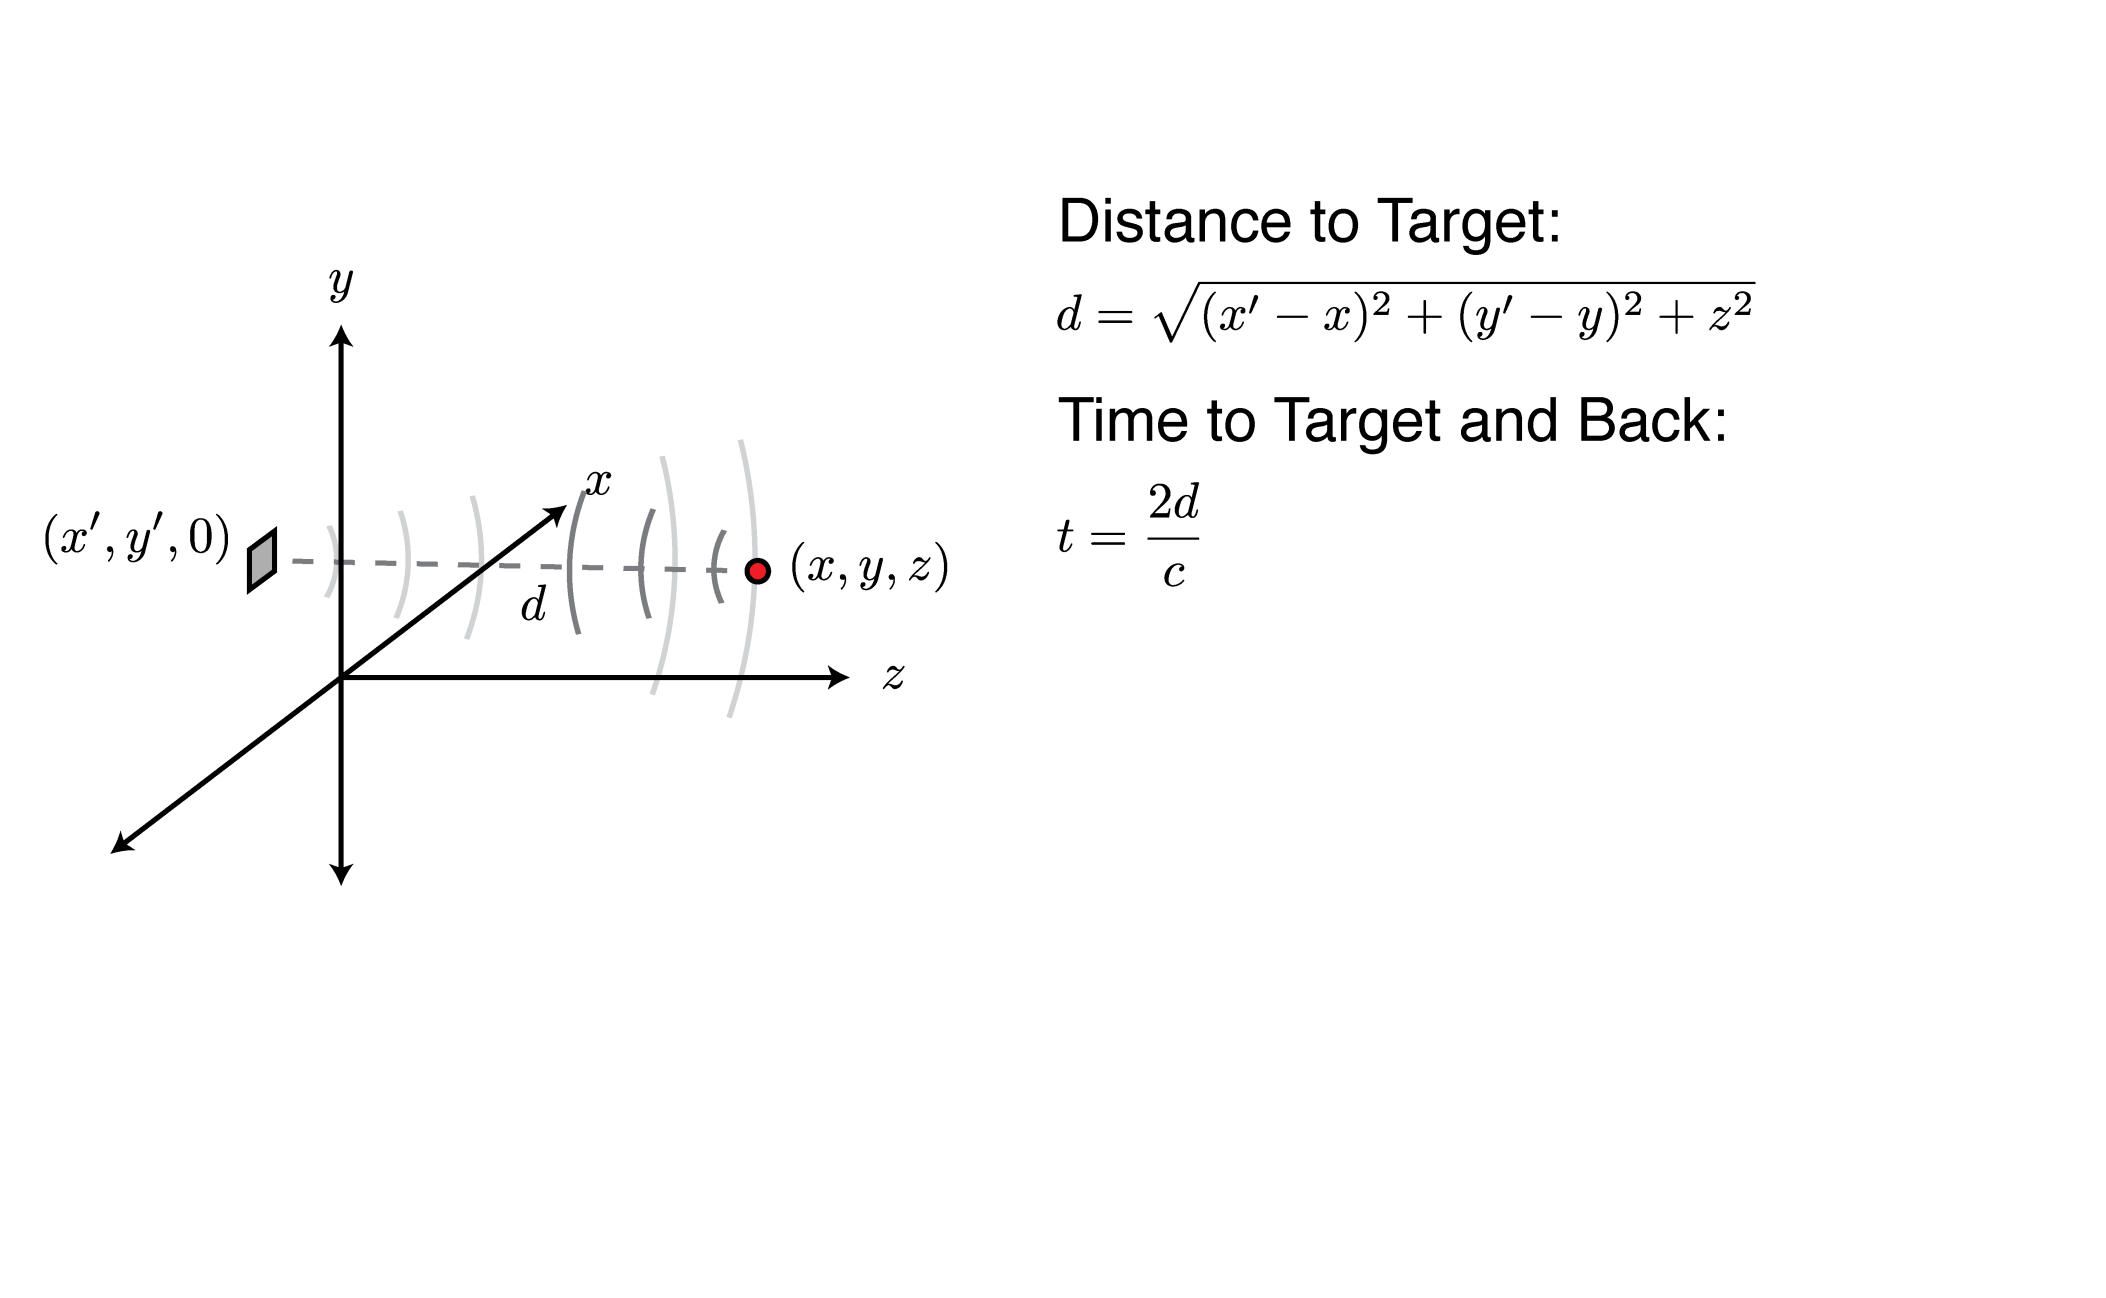 Distance to Target:
d = √(x′ − x)² + (y′ − y)² + z²
Time to Target and Back:
t = 2d/c
y
x
(x′, y′, 0)
(x, y, z)
d
z